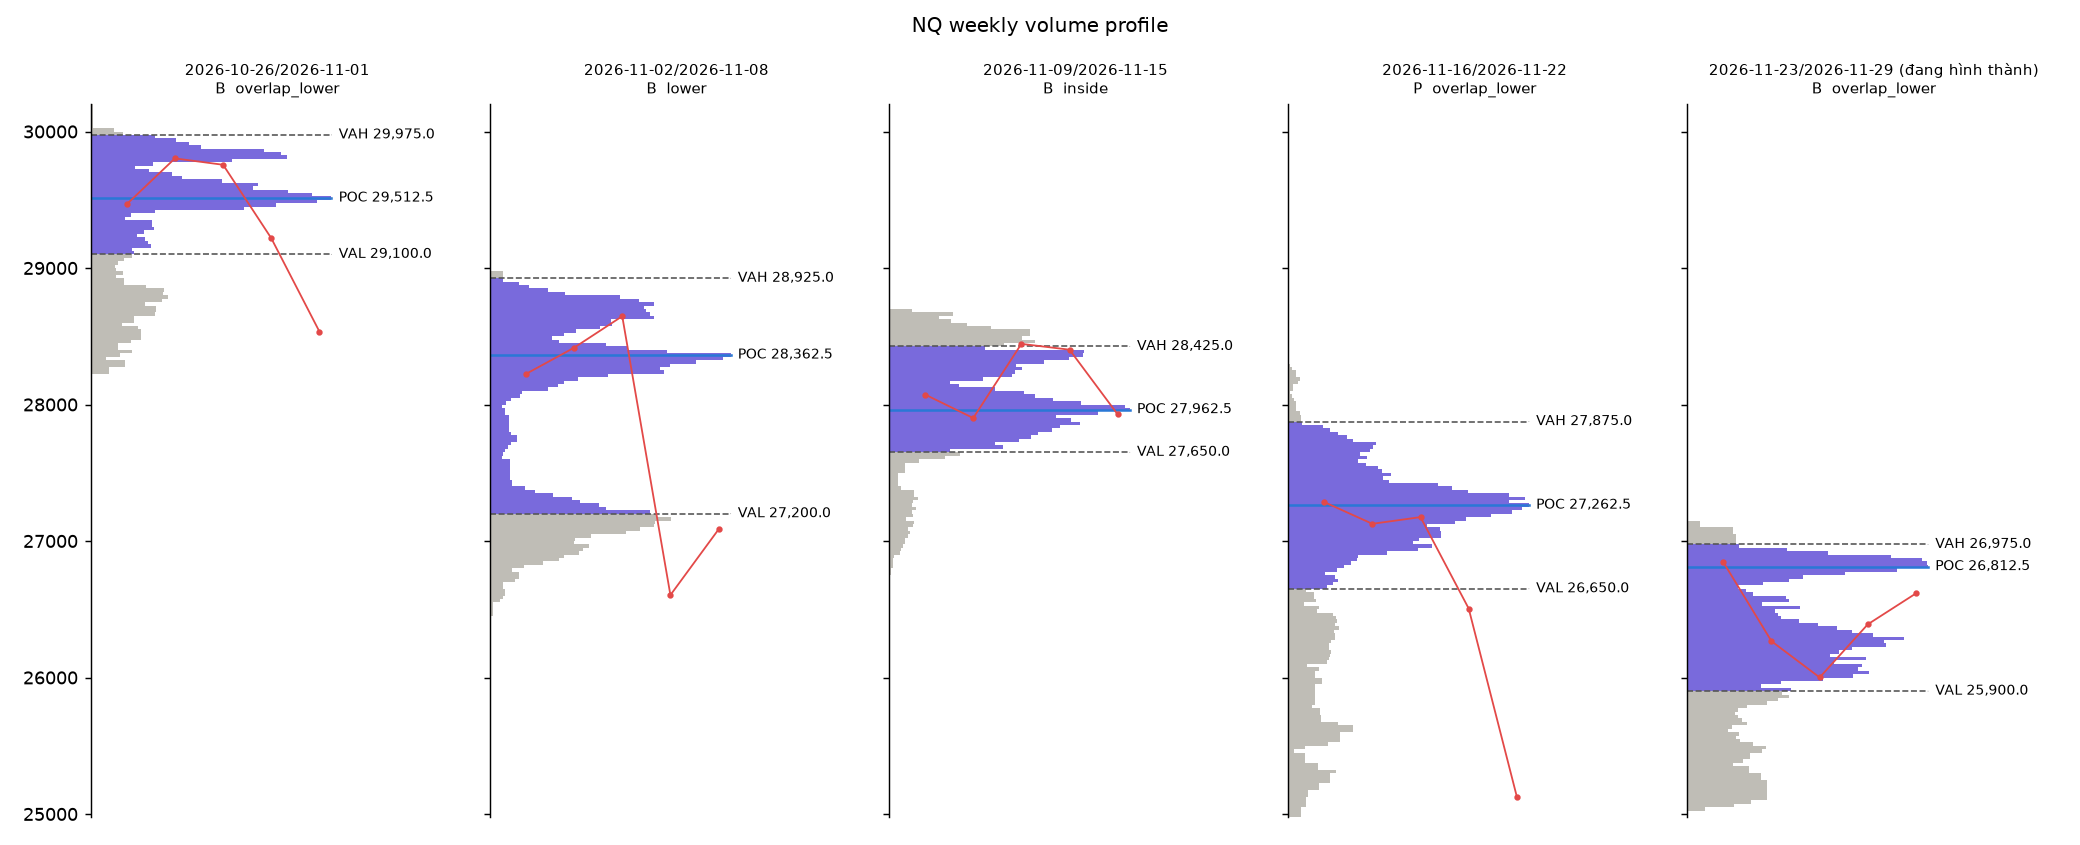 NQ weekly volume profile
2026-10-26/2026-11-01
B  overlap_lower
2026-11-02/2026-11-08
B  lower
2026-11-09/2026-11-15
B  inside
2026-11-16/2026-11-22
P  overlap_lower
2026-11-23/2026-11-29 (đang hình thành)
B  overlap_lower
30000
29000
28000
27000
26000
25000
VAH 29,975.0
POC 29,512.5
VAL 29,100.0
VAH 28,925.0
POC 28,362.5
VAL 27,200.0
VAH 28,425.0
POC 27,962.5
VAL 27,650.0
VAH 27,875.0
POC 27,262.5
VAL 26,650.0
VAH 26,975.0
POC 26,812.5
VAL 25,900.0